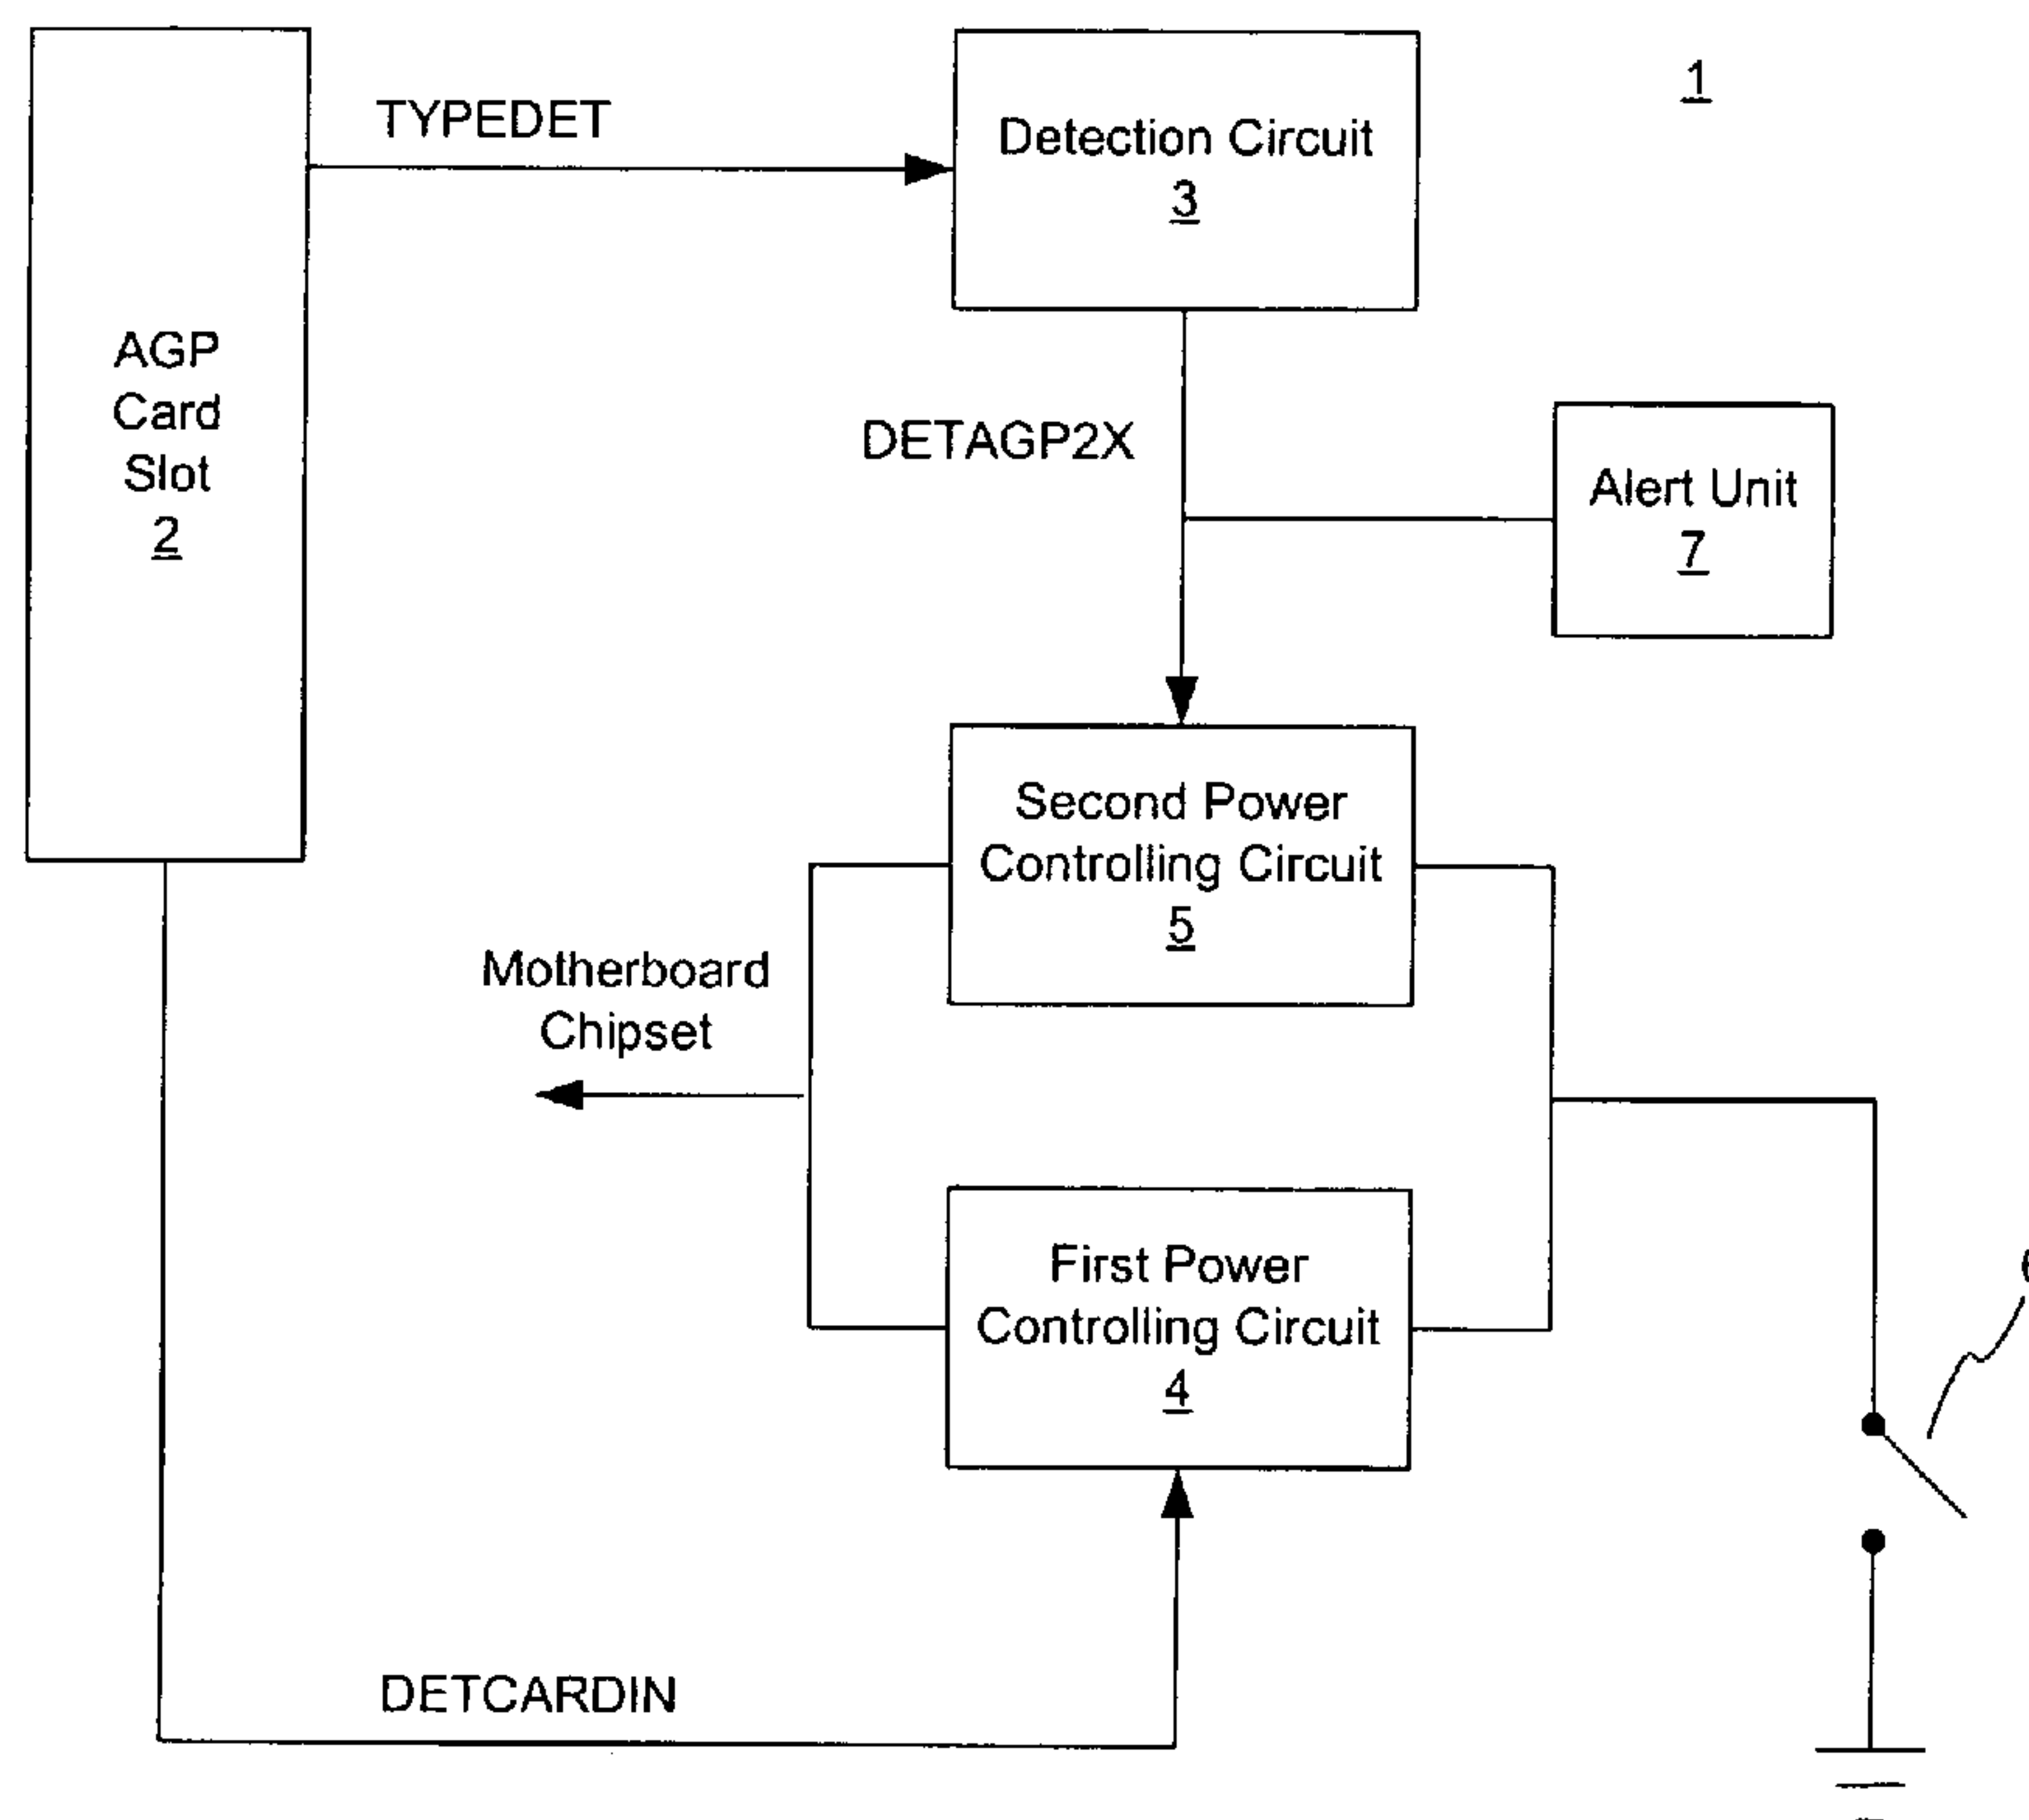 1
TYPEDET
Detection Circuit
3
AGP
Card
Slot
2
DETAGP2X
Alert Unit
7
Second Power
Controlling Circuit
5
Motherboard
Chipset
First Power
Controlling Circuit
4
DETCARDIN